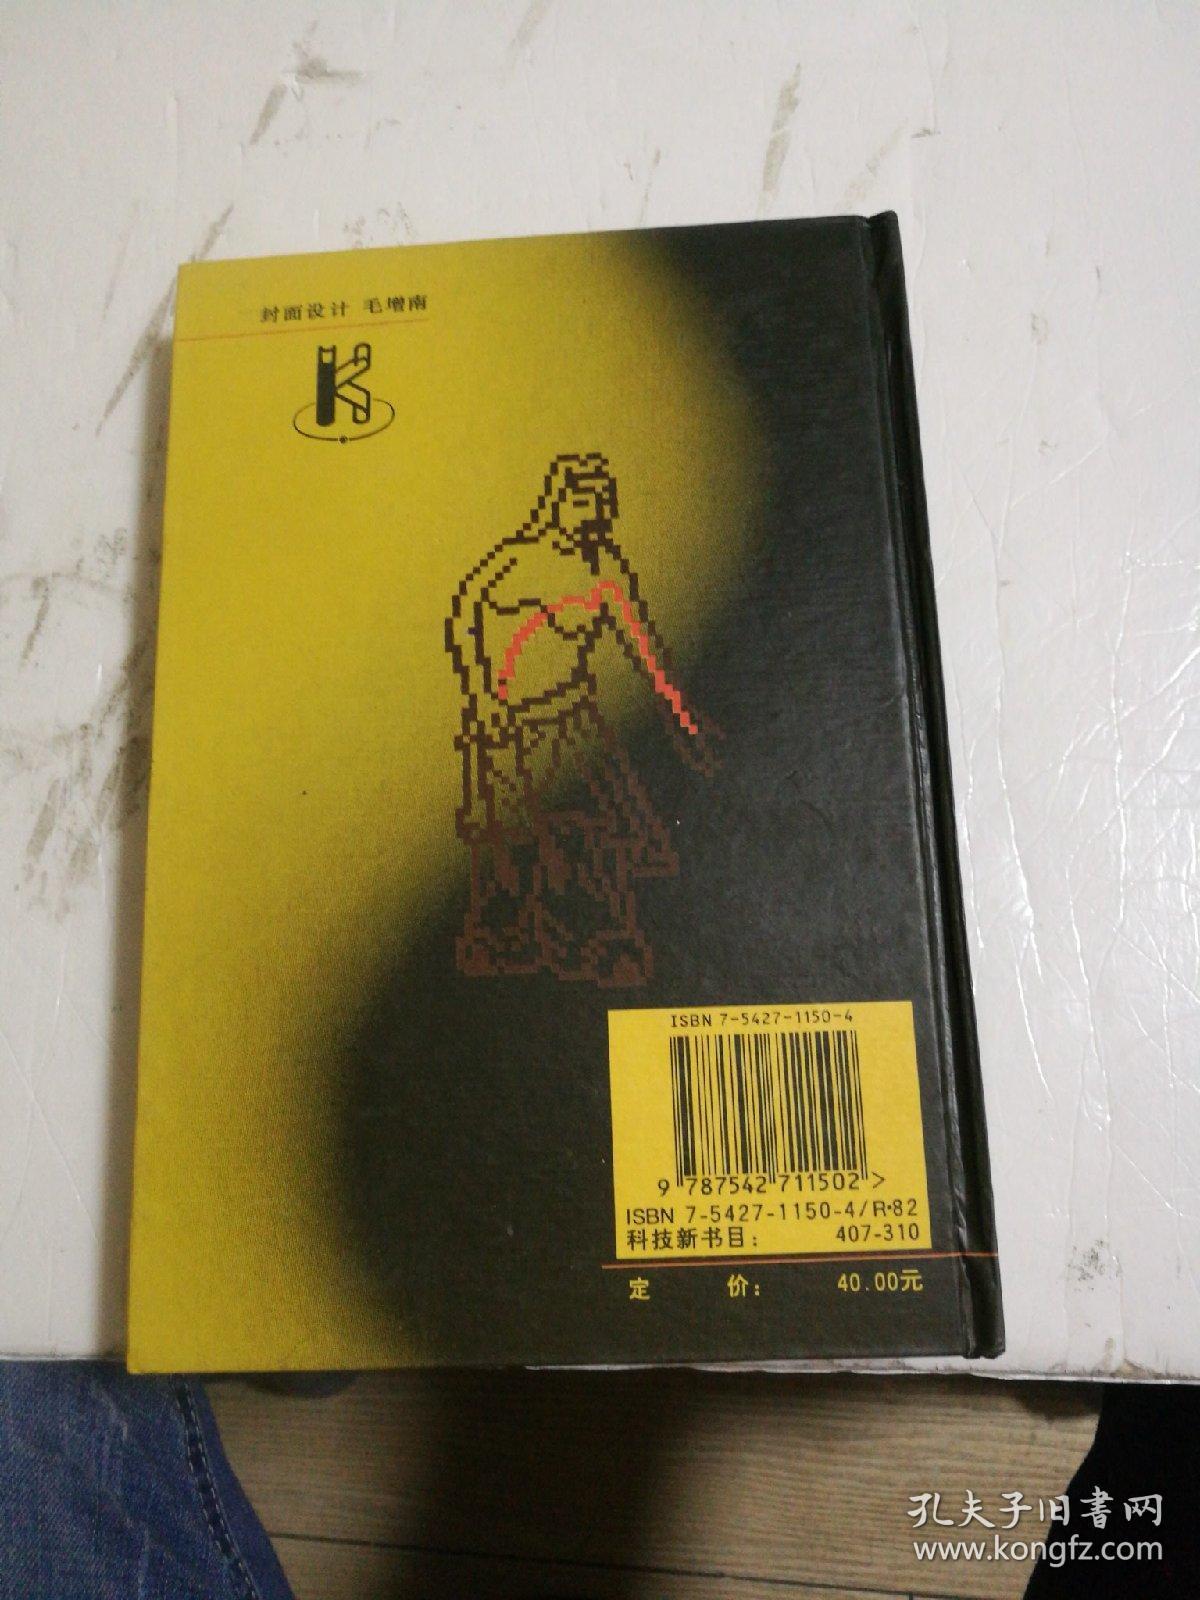 封面设计 毛增南
ISBN 7-5427-1150-4
9 787542 711502 >
ISBN 7-5427-1150-4/R·82
科技新书目: 407-310
定 价: 40.00元
孔夫子旧書网
www.kongfz.com